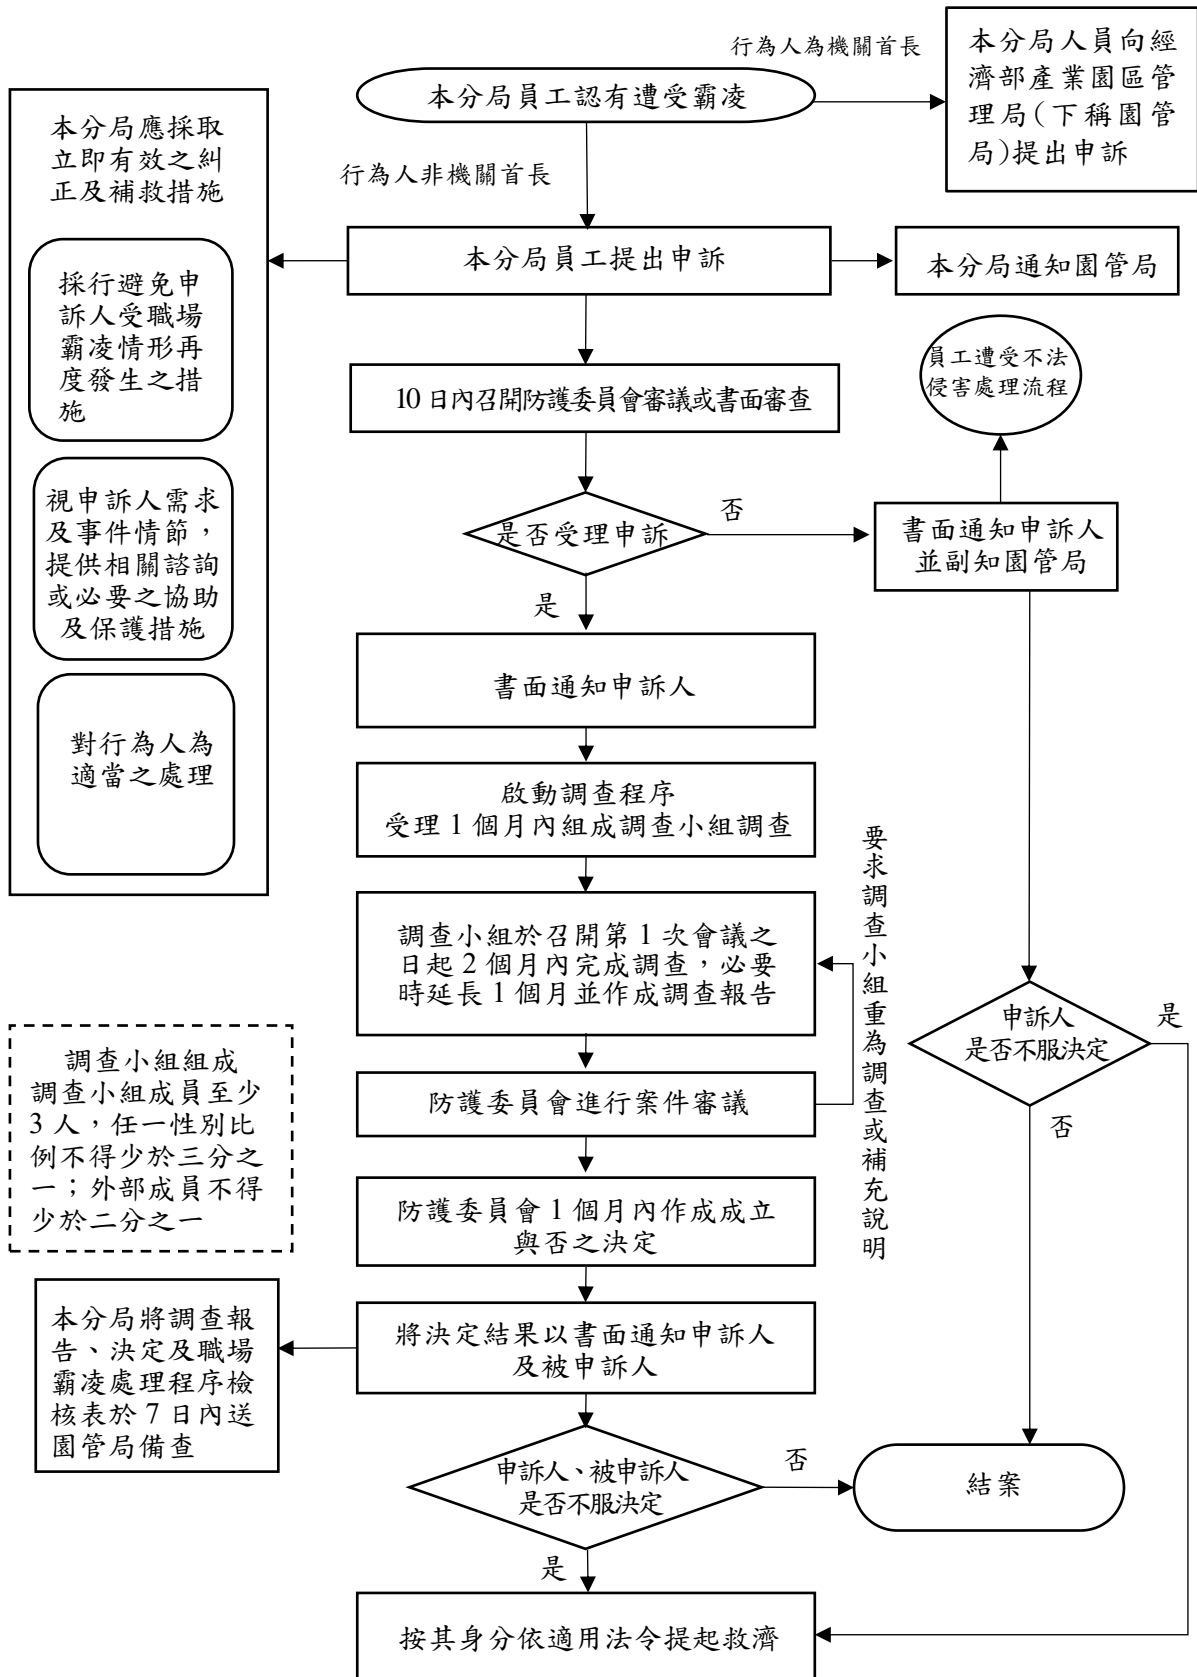 行為人為機關首長
本分局員工認有遭受霸凌
本分局人員向經
濟部產業園區管
理局(下稱園管
局)提出申訴
行為人非機關首長
本分局應採取
立即有效之糾
正及補救措施
採行避免申
訴人受職場
霸凌情形再
度發生之措
施
視申訴人需求
及事件情節，
提供相關諮詢
或必要之協助
及保護措施
對行為人為
適當之處理
本分局員工提出申訴
本分局通知園管局
員工遭受不法
侵害處理流程
10 日內召開防護委員會審議或書面審查
是否受理申訴
否
書面通知申訴人
並副知園管局
是
書面通知申訴人
啟動調查程序
受理 1 個月內組成調查小組調查
調查小組於召開第 1 次會議之
日起 2 個月內完成調查，必要
時延長 1 個月並作成調查報告
要求調查小組重為調查或補充說明
申訴人
是否不服決定
是
否
調查小組組成
調查小組成員至少
3 人，任一性別比
例不得少於三分之
一；外部成員不得
少於二分之一
防護委員會進行案件審議
防護委員會 1 個月內作成成立
與否之決定
將決定結果以書面通知申訴人
及被申訴人
本分局將調查報
告、決定及職場
霸凌處理程序檢
核表於 7 日內送
園管局備查
申訴人、被申訴人
是否不服決定
否
結案
是
按其身分依適用法令提起救濟